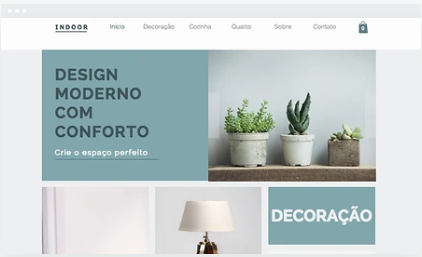 INDOOR
Início
Decoração
Cozinha
Quarto
Sobre
Contato
0
DESIGN
MODERNO
COM
CONFORTO
Crie o espaço perfeito
DECORAÇÃO